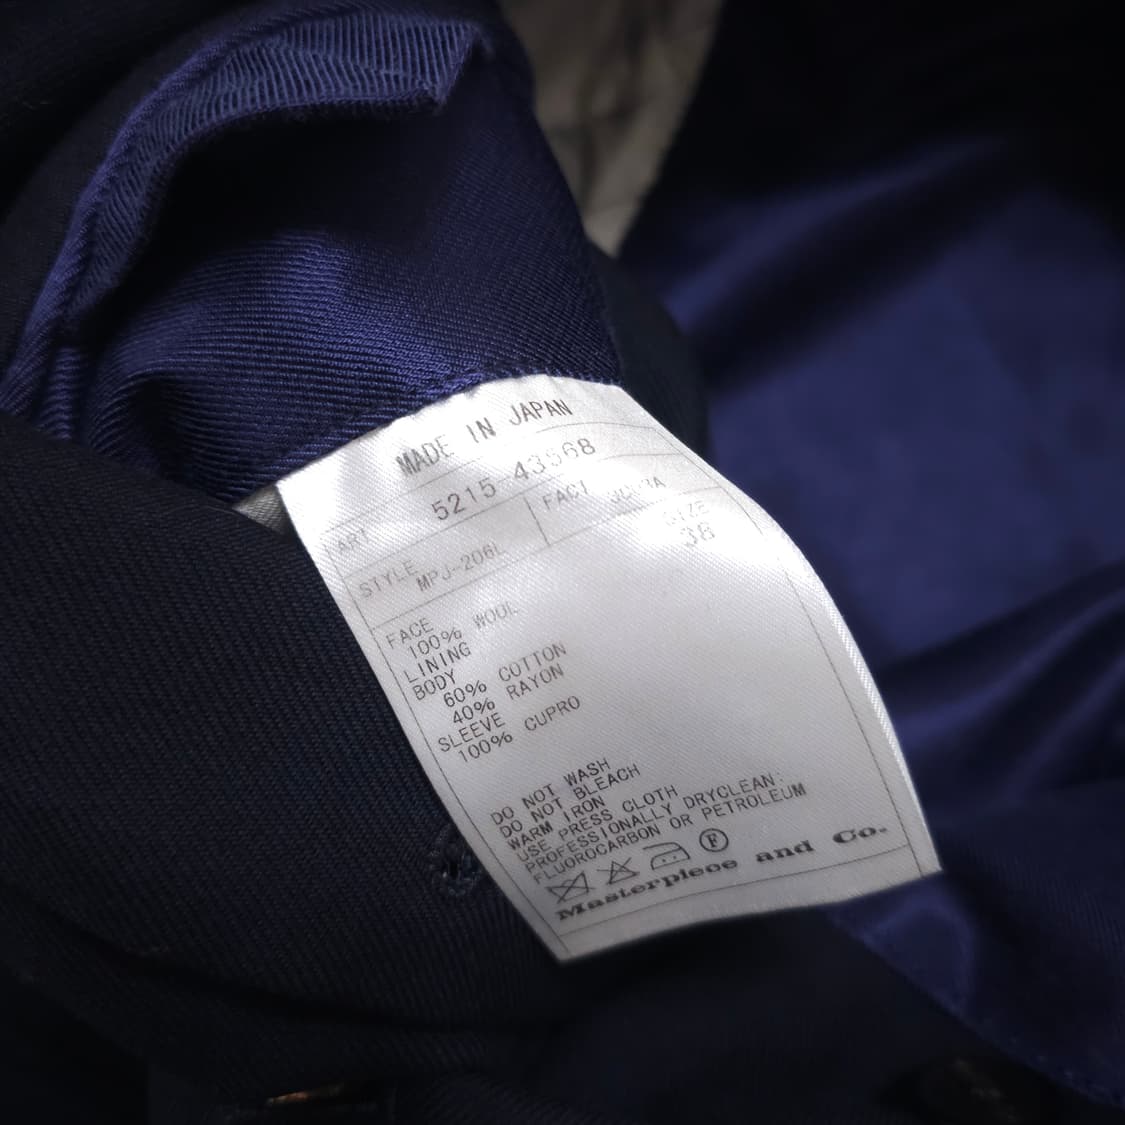 MADE IN JAPAN
ART 5215-43568
STYLE MPJ-206L
FACT
SIZE 38
FACE
100% WOOL
LINING
BODY
60% COTTON
40% RAYON
SLEEVE
100% CUPRO
DO NOT WASH
DO NOT BLEACH
WARM IRON
USE PRESS CLOTH
PROFESSIONALLY DRYCLEAN:
FLUOROCARBON OR PETROLEUM
F
Masterpiece and Co.